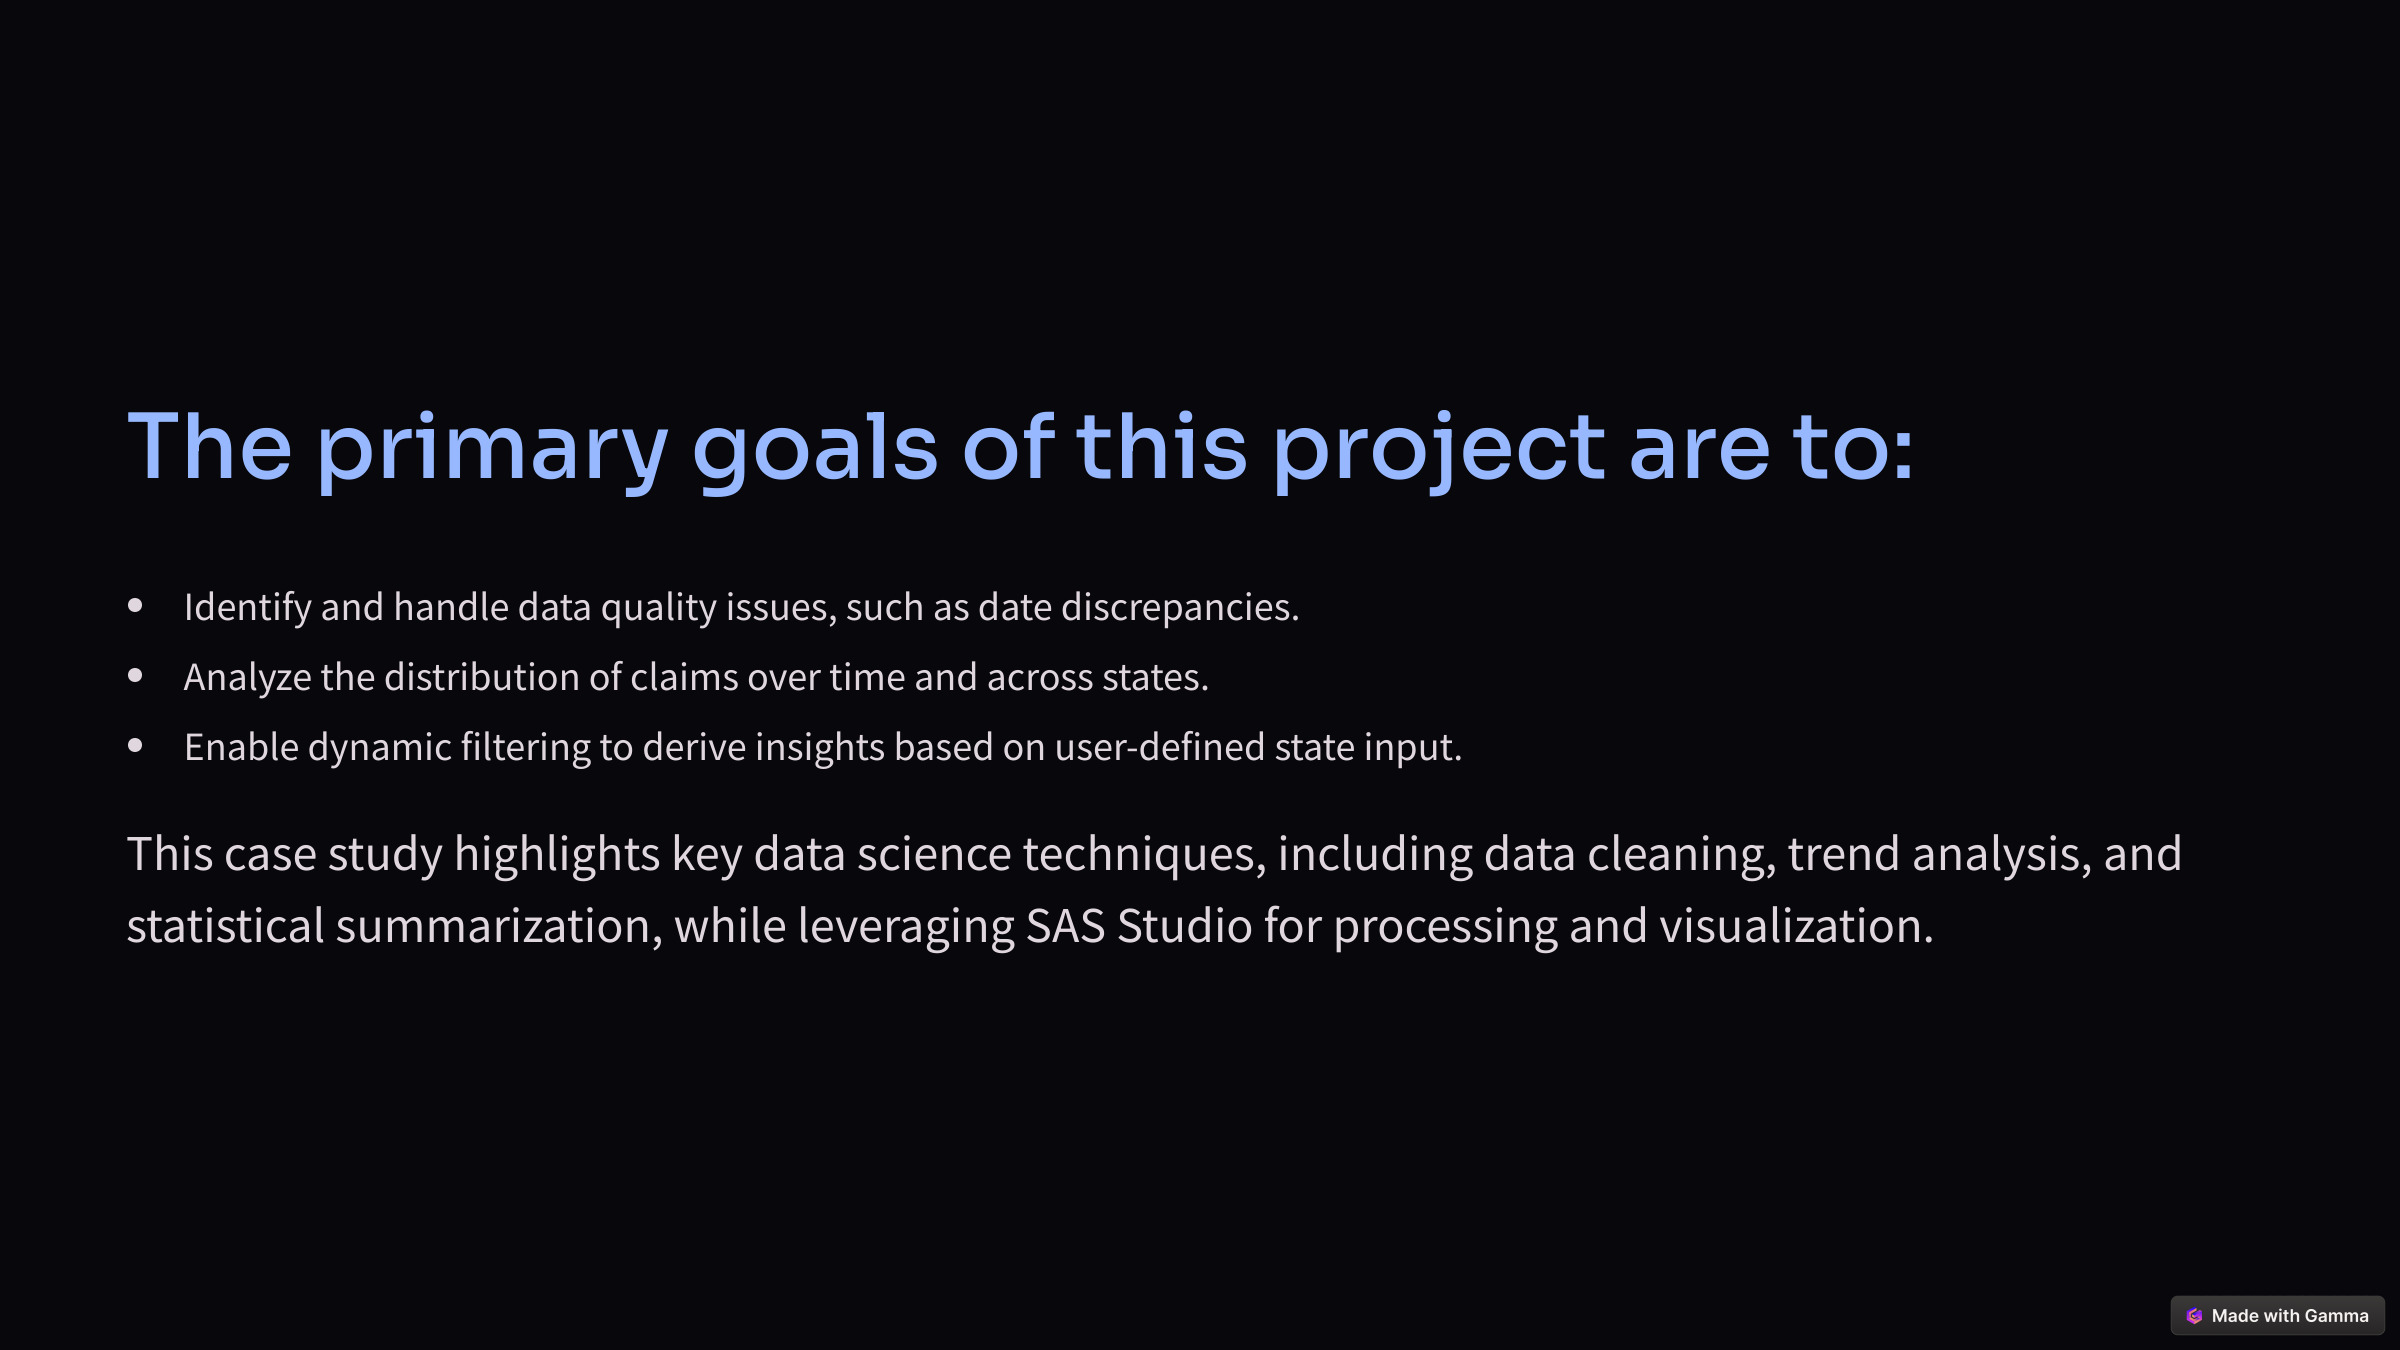 The primary goals of this project are to:
• Identify and handle data quality issues, such as date discrepancies.
• Analyze the distribution of claims over time and across states.
• Enable dynamic filtering to derive insights based on user-defined state input.
This case study highlights key data science techniques, including data cleaning, trend analysis, and
statistical summarization, while leveraging SAS Studio for processing and visualization.
Made with Gamma